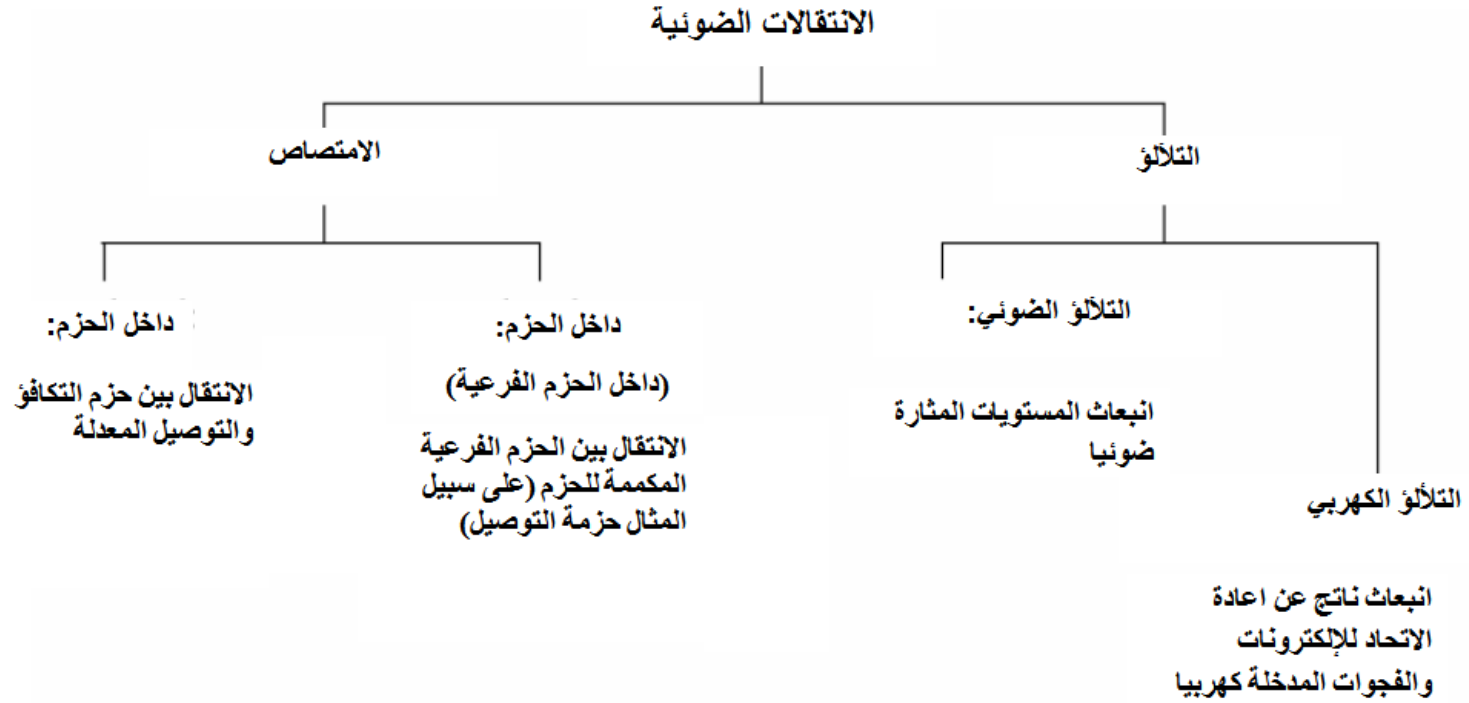 الانتقالات الضوئية
الامتصاص
التلألؤ
داخل الحزم:
الانتقال بين حزم التكافؤ
والتوصيل المعدلة
داخل الحزم:
(داخل الحزم الفرعية)
الانتقال بين الحزم الفرعية
المكممة للحزم (على سبيل
المثال حزمة التوصيل)
التلألؤ الضوئي:
انبعاث المستويات المثارة
ضوئيا
التلألؤ الكهربي
انبعاث ناتج عن اعادة
الاتحاد للإلكترونات
والفجوات المدخلة كهربيا